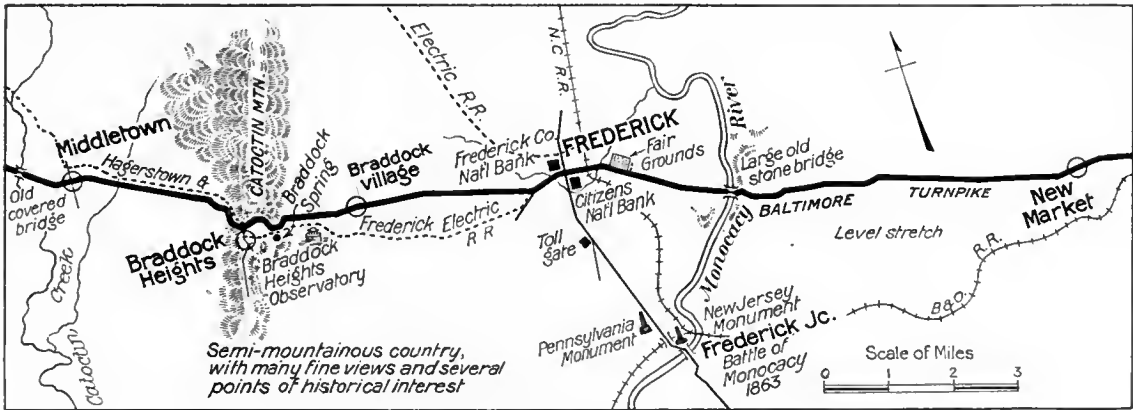 Middletown
Hagerstown &
Old
covered
bridge
Creek
Catoctin
CATOCTIN MTN.
Braddock
Heights
Braddock
Spring
Braddock
Heights
Observatory
Braddock
village
Frederick Electric
R R
Electric
R.R.
N.C. R.R.
Frederick Co.
Nat'l Bank
FREDERICK
Fair
Grounds
Citizens
Nat'l Bank
Toll
gate
River
Monocacy
Large old
stone bridge
BALTIMORE
TURNPIKE
Level stretch
New
Market
R.R.
B.&O.
New Jersey
Monument
Pennsylvania
Monument
Frederick Jc.
Battle of
Monocacy
1863
Semi-mountainous country,
with many fine views and several
points of historical interest
Scale of Miles
0 1 2 3